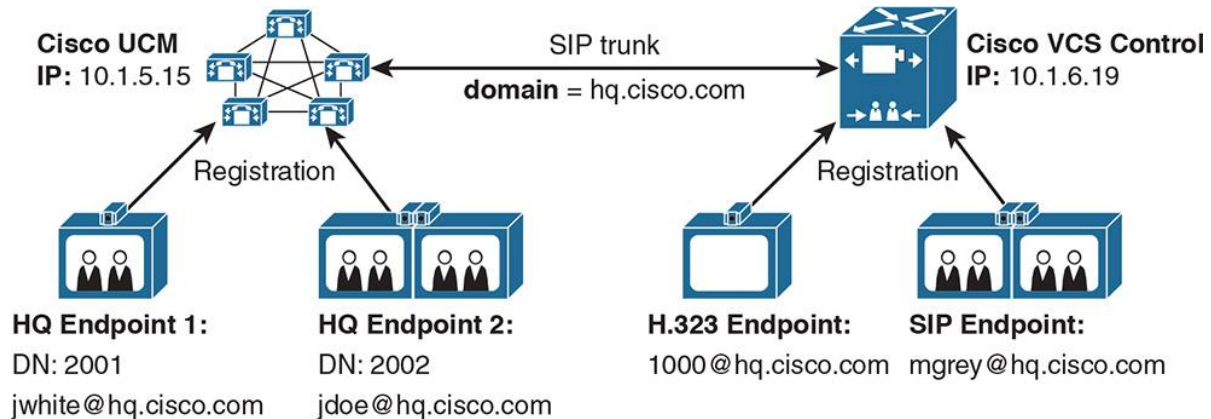 Cisco UCM
IP: 10.1.5.15
SIP trunk
domain = hq.cisco.com
Cisco VCS Control
IP: 10.1.6.19
Registration
Registration
HQ Endpoint 1:
DN: 2001
jwhite@hq.cisco.com
HQ Endpoint 2:
DN: 2002
jdoe@hq.cisco.com
H.323 Endpoint:
1000@hq.cisco.com
SIP Endpoint:
mgrey@hq.cisco.com